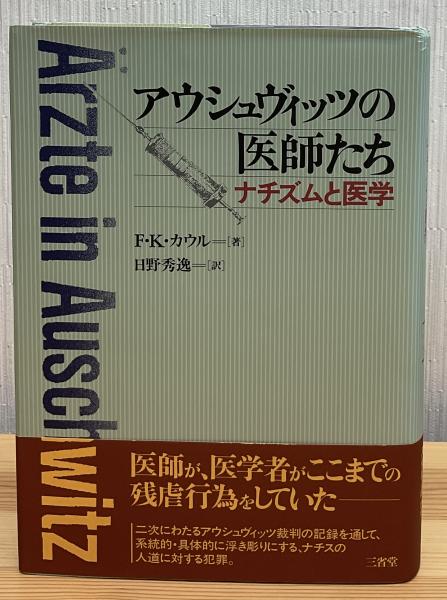 Ärzte in Auschwitz
アウシュヴィッツの
医師たち
ナチズムと医学
F・K・カウル=[著]
日野秀逸=[訳]
医師が、医学者がここまでの
残虐行為をしていた――
二次にわたるアウシュヴィッツ裁判の記録を通して、
系統的・具体的に浮き彫りにする、ナチスの
人道に対する犯罪。
三省堂